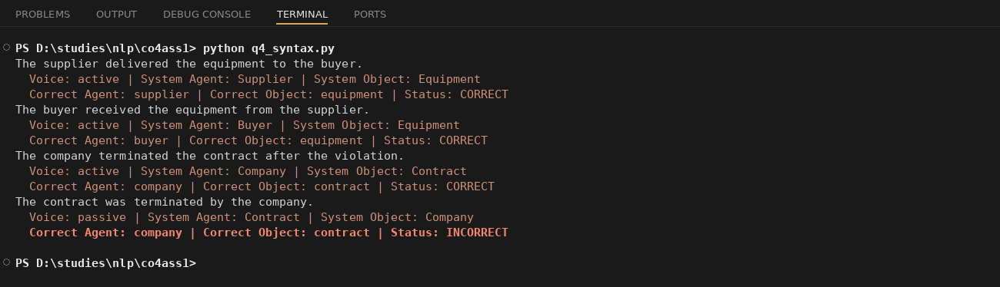 PROBLEMS OUTPUT DEBUG CONSOLE TERMINAL PORTS
PS D:\studies\nlp\co4ass1> python q4_syntax.py
The supplier delivered the equipment to the buyer.
Voice: active | System Agent: Supplier | System Object: Equipment
Correct Agent: supplier | Correct Object: equipment | Status: CORRECT
The buyer received the equipment from the supplier.
Voice: active | System Agent: Buyer | System Object: Equipment
Correct Agent: buyer | Correct Object: equipment | Status: CORRECT
The company terminated the contract after the violation.
Voice: active | System Agent: Company | System Object: Contract
Correct Agent: company | Correct Object: contract | Status: CORRECT
The contract was terminated by the company.
Voice: passive | System Agent: Contract | System Object: Company
Correct Agent: company | Correct Object: contract | Status: INCORRECT
PS D:\studies\nlp\co4ass1>